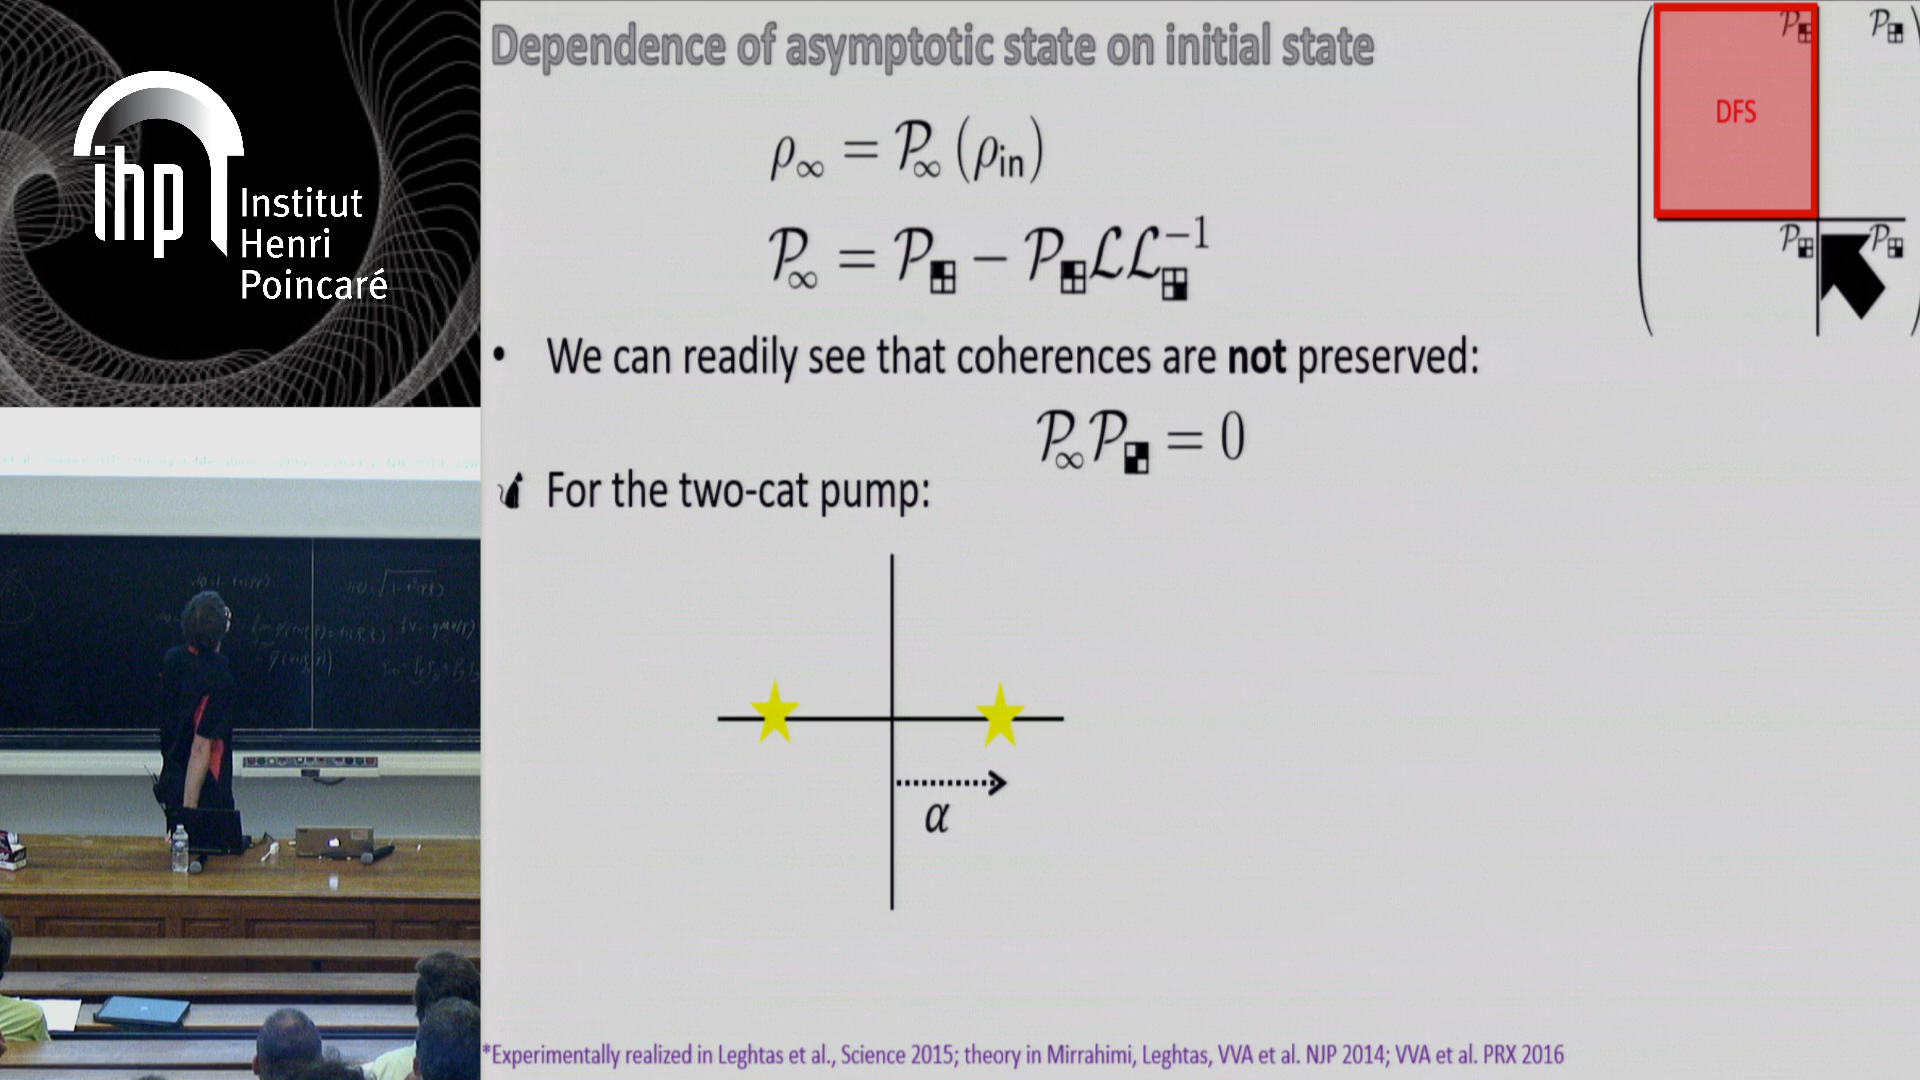 ihp
Institut
Henri
Poincaré
Dependence of asymptotic state on initial state
ρ∞ = 𝒫∞ (ρin)
𝒫∞ = 𝒫 − 𝒫 ℒℒ⁻¹
• We can readily see that coherences are not preserved:
𝒫∞𝒫 = 0
For the two-cat pump:
α
*Experimentally realized in Leghtas et al., Science 2015; theory in Mirrahimi, Leghtas, VVA et al. NJP 2014; VVA et al. PRX 2016
𝒫 𝒫
DFS
𝒫 𝒫